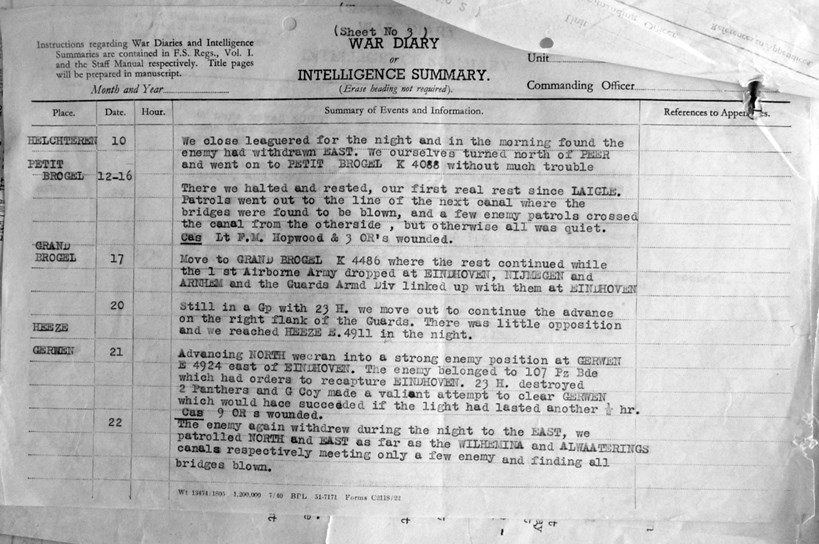 (Sheet No 3)
Instructions regarding War Diaries and Intelligence
Summaries are contained in F.S. Regs., Vol. I.
and the Staff Manual respectively. Title pages
will be prepared in manuscript.
Month and Year
WAR DIARY
or
INTELLIGENCE SUMMARY.
(Erase heading not required).
Unit
Commanding Officer
Place. Date. Hour. Summary of Events and Information. References to Appen es.
HELCHTEREN 10 We close leaguered for the night and in the morning found the
enemy had withdrawn EAST. We ourselves turned north of PEER
PETIT and went on to PETIT BROGEL K 4088 without much trouble
BROGEL 12-16
There we halted and rested, our first real rest since LAIGLE.
Patrols went out to the line of the next canal where the
bridges were found to be blown, and a few enemy patrols crossed
the canal from the otherside , but otherwise all was quiet.
Cas Lt F.M. Hopwood & 3 OR's wounded.
GRAND
BROGEL 17 Move to GRAND BROGEL K 4486 where the rest continued while
the 1 st Airborne Army dropped at EINDHOVEN, NIJMEGEN and
ARNHEM and the Guards Armd Div linked up with them at EINDHOVEN
20 Still in a Gp with 23 H. we move out to continue the advance
on the right flank of the Guards. There was little opposition
HEEZE and we reached HEEZE E.4911 in the night.
GERWEN 21 Advancing NORTH wecran into a strong enemy position at GERWEN
E 4924 east of EINDHOVEN. The enemy belonged to 107 Pz Bde
which had orders to recapture EINDHOVEN. 23 H. destroyed
2 Panthers and G Coy made a valiant attempt to clear GERWEN
which would hace succeeded if the light had lasted another ½ hr.
Cas 9 OR s wounded.
22 The enemy again withdrew during the night to the EAST, we
patrolled NORTH and EAST as far as the WILHEMINA and ALWAATERINGS
canals respectively meeting only a few enemy and finding all
bridges blown.
Wt 13474/1805 1,200,000 7/40 BPL 51-7171 Forms C2118/22